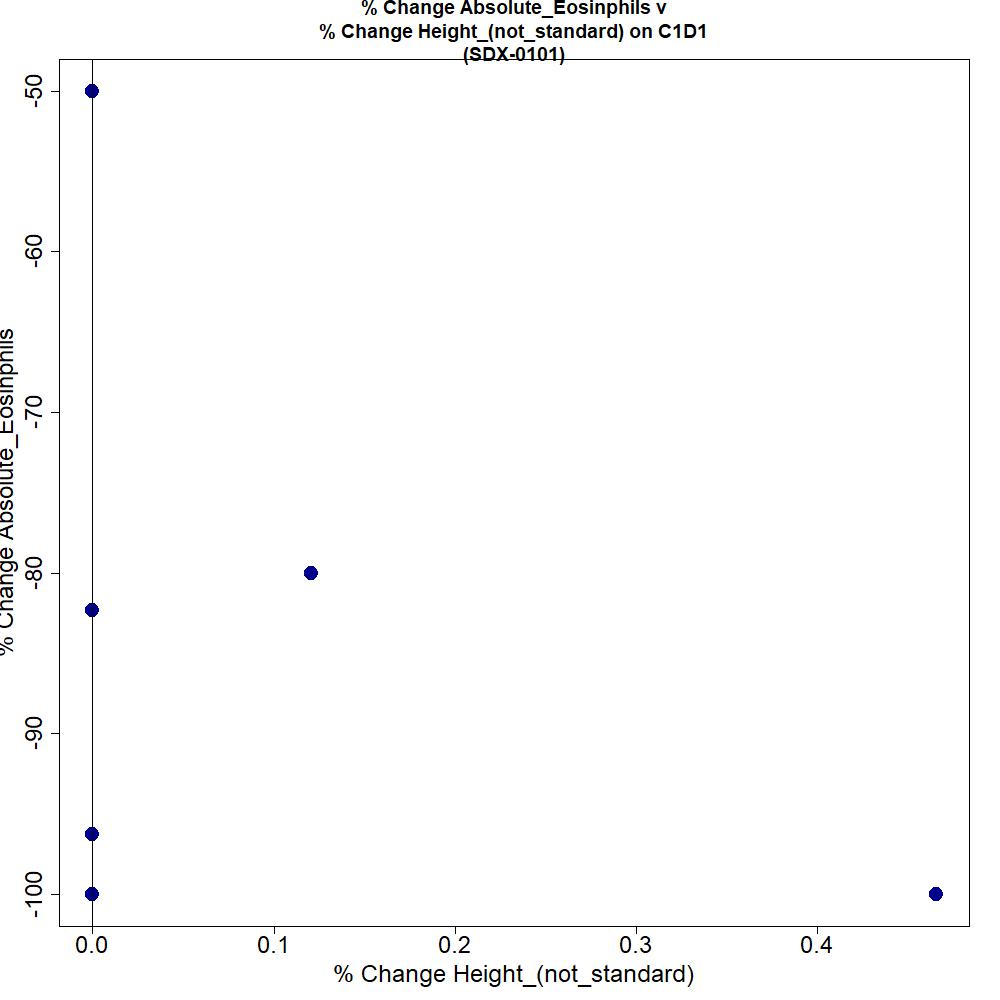 % Change Absolute_Eosinphils v
% Change Height_(not_standard) on C1D1
(SDX-0101)
% Change Absolute_Eosinphils
-50
-60
-70
-80
-90
-100
0.0
0.1
0.2
0.3
0.4
% Change Height_(not_standard)